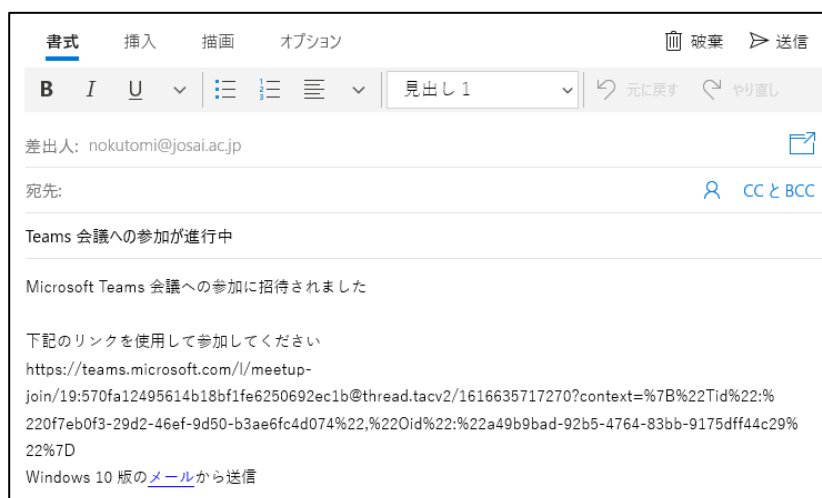 書式 挿入 描画 オプション 破棄 送信
B I U 見出し 1 元に戻す やり直し
差出人: nokutomi@josai.ac.jp
宛先: CC と BCC
Teams 会議への参加が進行中
Microsoft Teams 会議への参加に招待されました
下記のリンクを使用して参加してください
https://teams.microsoft.com/l/meetup-
join/19:570fa12495614b18bf1fe6250692ec1b@thread.tacv2/1616635717270?context=%7B%22Tid%22:%
220f7eb0f3-29d2-46ef-9d50-b3ae6fc4d074%22,%22Oid%22:%22a49b9bad-92b5-4764-83bb-9175dff44c29%
22%7D
Windows 10 版のメールから送信